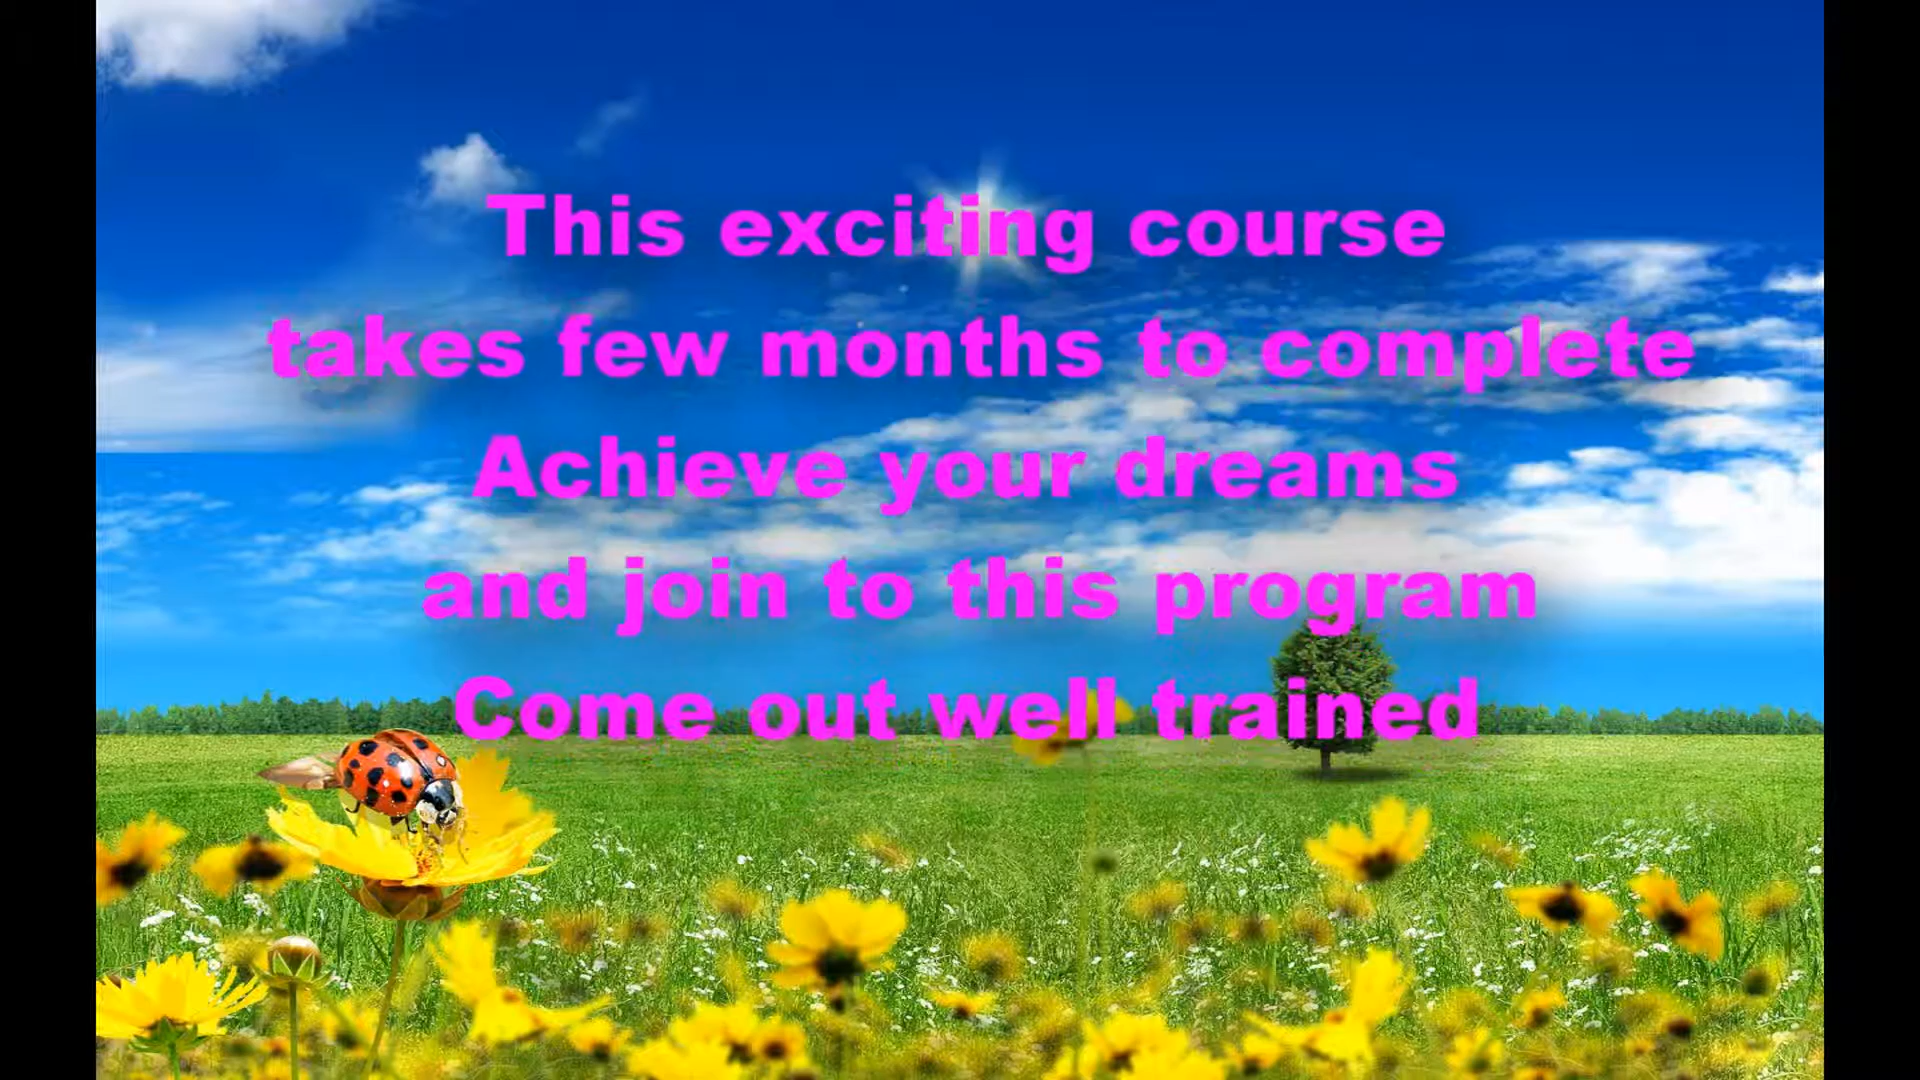 This exciting course
takes few months to complete
Achieve your dreams
and join to this program
Come out well trained